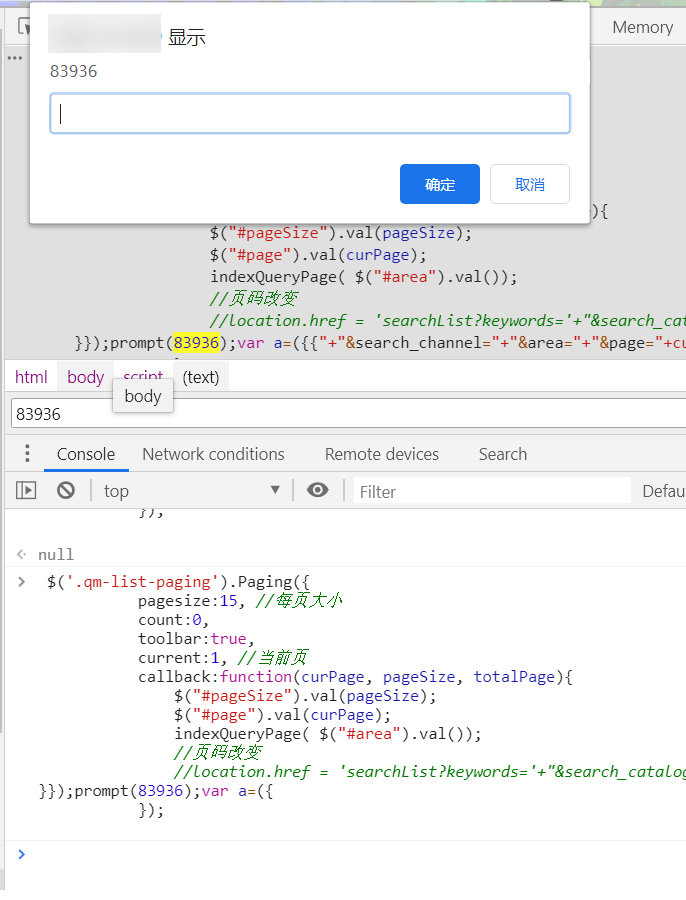 显示
83936
确定
取消
Memory
){
$("#pageSize").val(pageSize);
$("#page").val(curPage);
indexQueryPage( $("#area").val());
//页码改变
//location.href = 'searchList?keywords='+"&search_cat
}});prompt(83936);var a=({{"+"&search_channel="+"&area="+"&page="+cu
html body script (text)
body
83936
Console Network conditions Remote devices Search
top Filter Defau
}),
null
$('.qm-list-paging').Paging({
pagesize:15, //每页大小
count:0,
toolbar:true,
current:1, //当前页
callback:function(curPage, pageSize, totalPage){
$("#pageSize").val(pageSize);
$("#page").val(curPage);
indexQueryPage( $("#area").val());
//页码改变
//location.href = 'searchList?keywords='+"&search_catalog
}});prompt(83936);var a=({
});